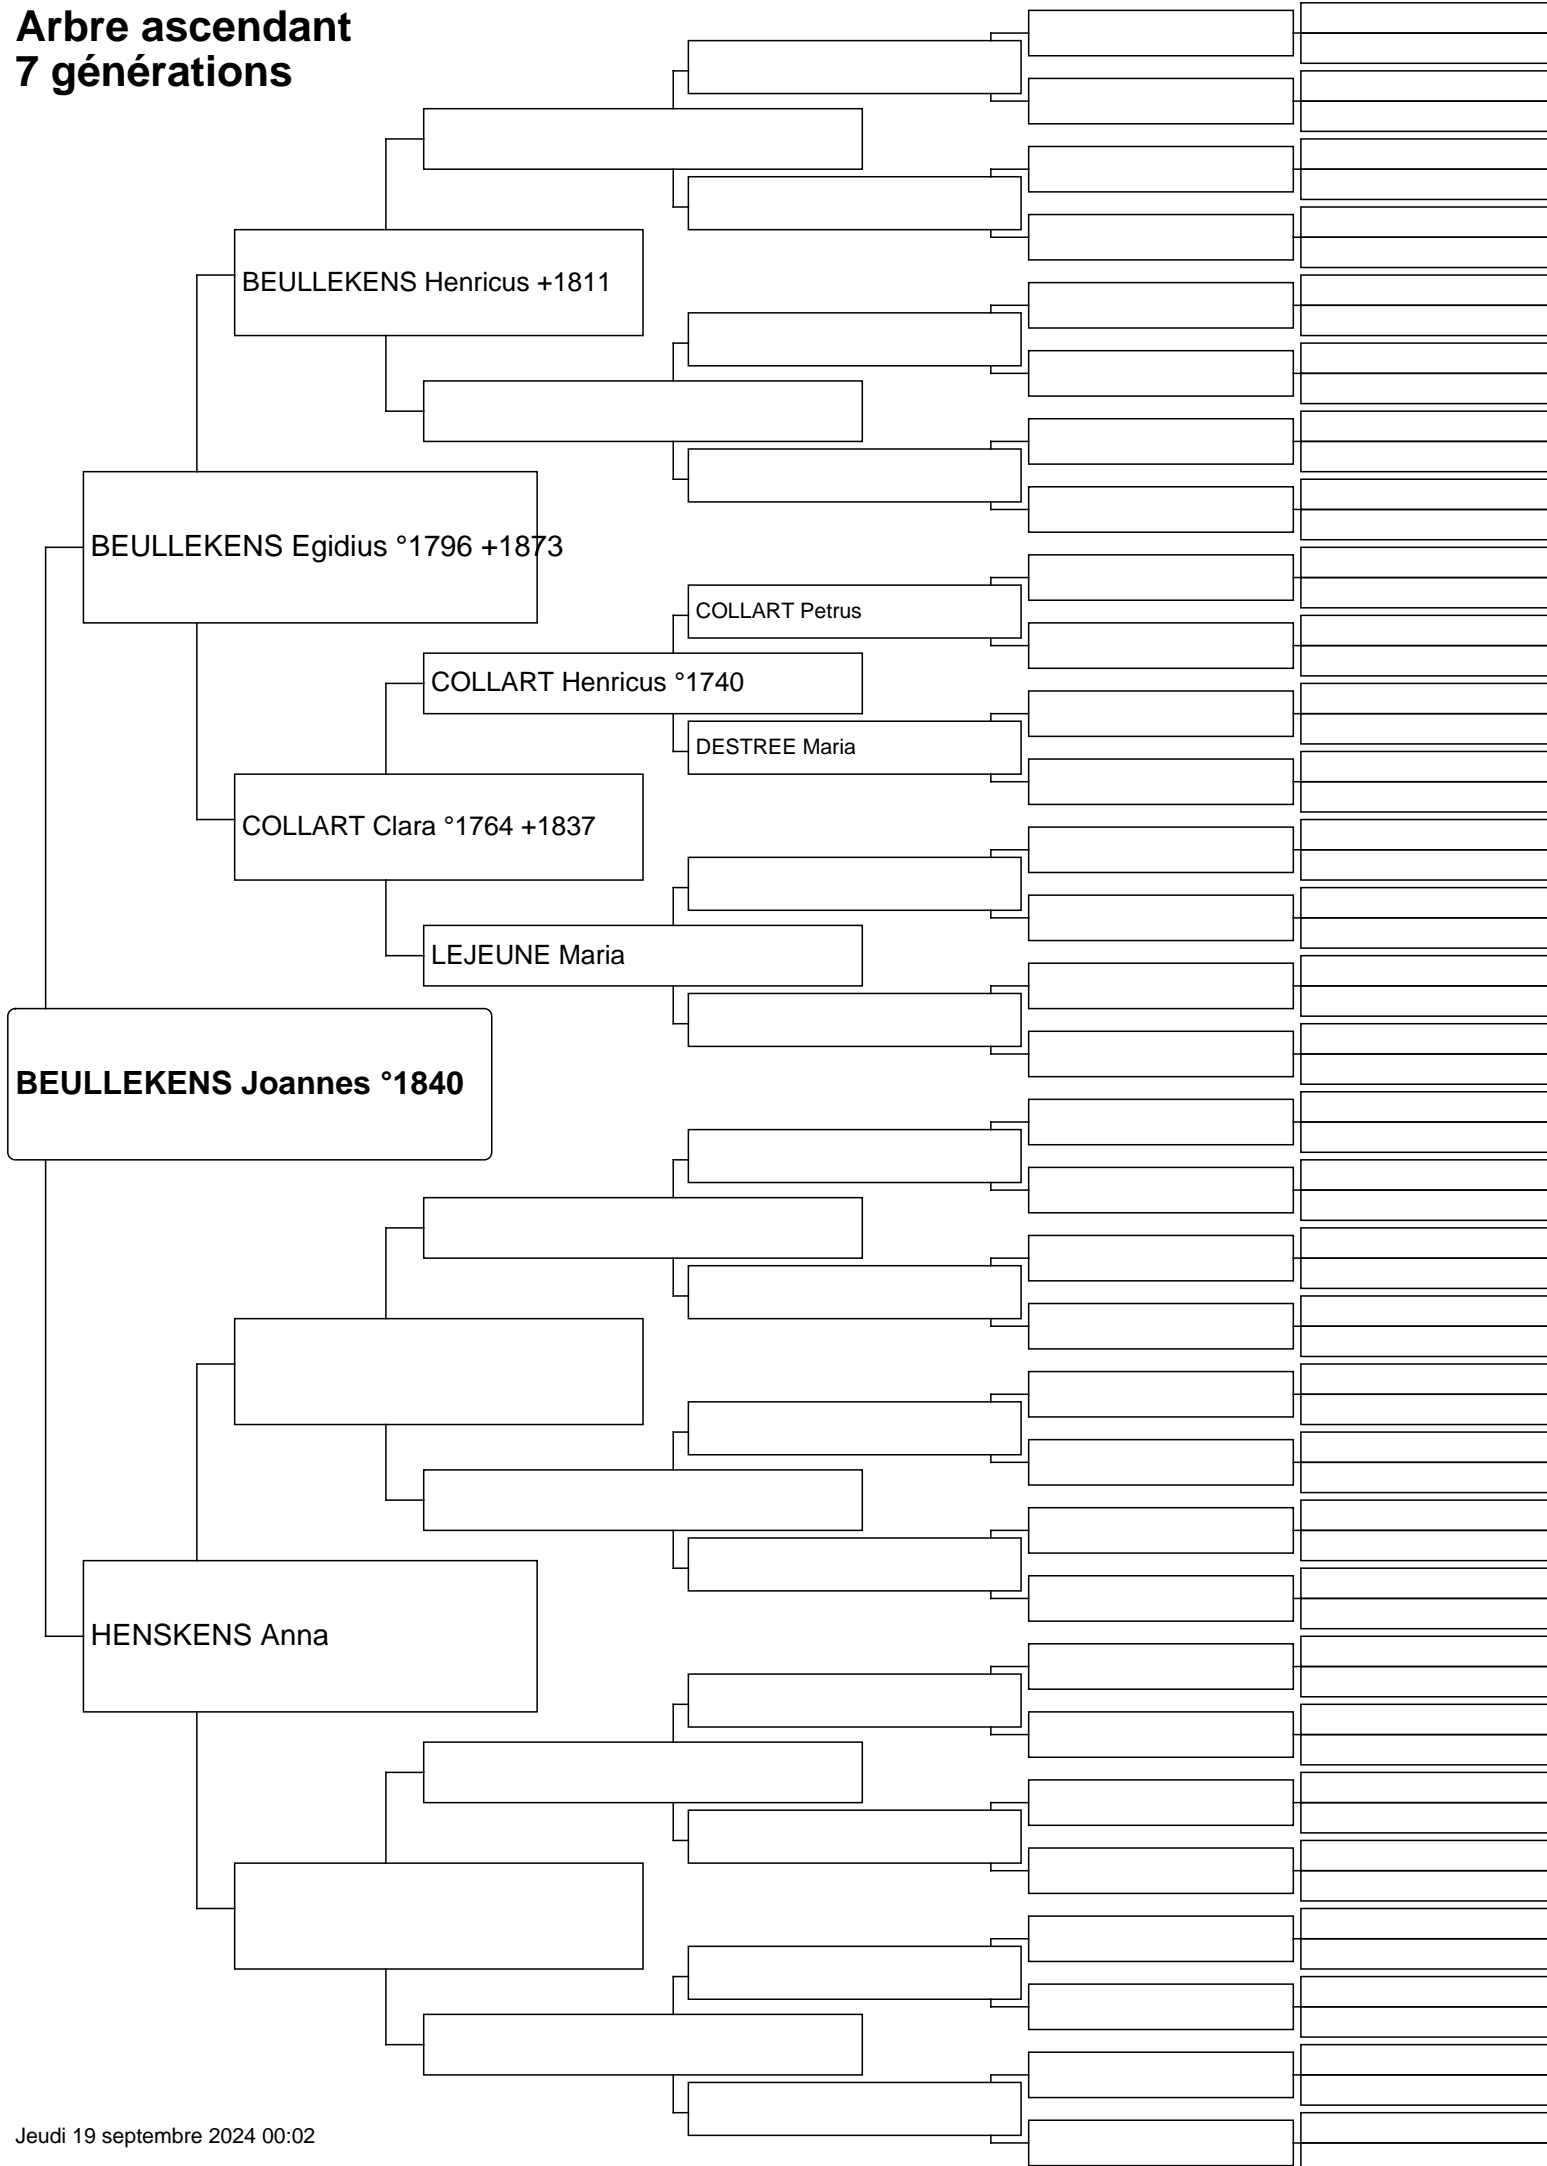 Arbre ascendant
7 générations
BEULLEKENS Henricus +1811
BEULLEKENS Egidius °1796 +1873
COLLART Petrus
COLLART Henricus °1740
DESTREE Maria
COLLART Clara °1764 +1837
LEJEUNE Maria
BEULLEKENS Joannes °1840
HENSKENS Anna
Jeudi 19 septembre 2024 00:02